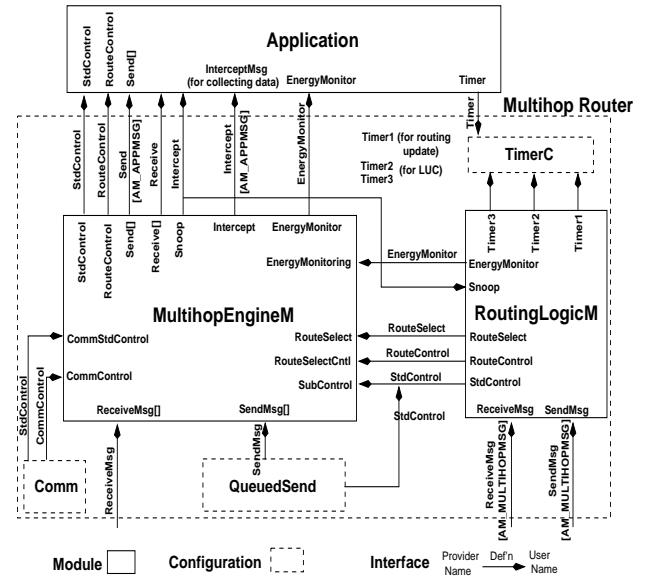 Application
StdControl
RouteControl
Send[]
InterceptMsg
(for collecting data)
EnergyMonitor
Timer
Timer
Multihop Router
StdControl
RouteControl
Send
[AM_APPMSG]
Receive
Intercept
Intercept
[AM_APPMSG]
EnergyMonitor
Timer1 (for routing
update)
Timer2
Timer3
(for LUC)
TimerC
StdControl
RouteControl
Send[]
Receive[]
Snoop
Intercept
EnergyMonitor
Timer3
Timer2
Timer1
EnergyMonitoring
EnergyMonitor
EnergyMonitor
Snoop
MultihopEngineM
RoutingLogicM
CommStdControl
RouteSelect
RouteSelect
RouteSelect
RouteSelectCntl
RouteControl
RouteControl
CommControl
SubControl
StdControl
StdControl
StdControl
ReceiveMsg[]
SendMsg[]
ReceiveMsg
SendMsg
StdControl
CommControl
ReceiveMsg
SendMsg
ReceiveMsg
[AM_MULTIHOPMSG]
SendMsg
[AM_MULTIHOPMSG]
Comm
QueuedSend
Module
Configuration
Interface
Provider
Name
Def'n
User
Name